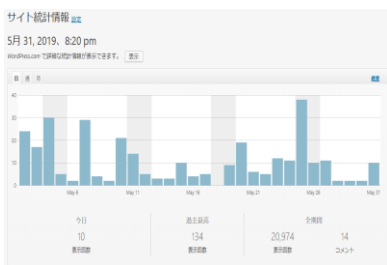 サイト統計情報 設定
5月 31, 2019、8:20 pm
WordPress.com で詳細な統計情報が表示できます。 表示
日 週 月
40
30
20
10
0
May 6 May 11 May 16 May 21 May 26 May 31
今日 過去最高 全期間
10 134 20,974 14
表示回数 表示回数 表示回数 コメント